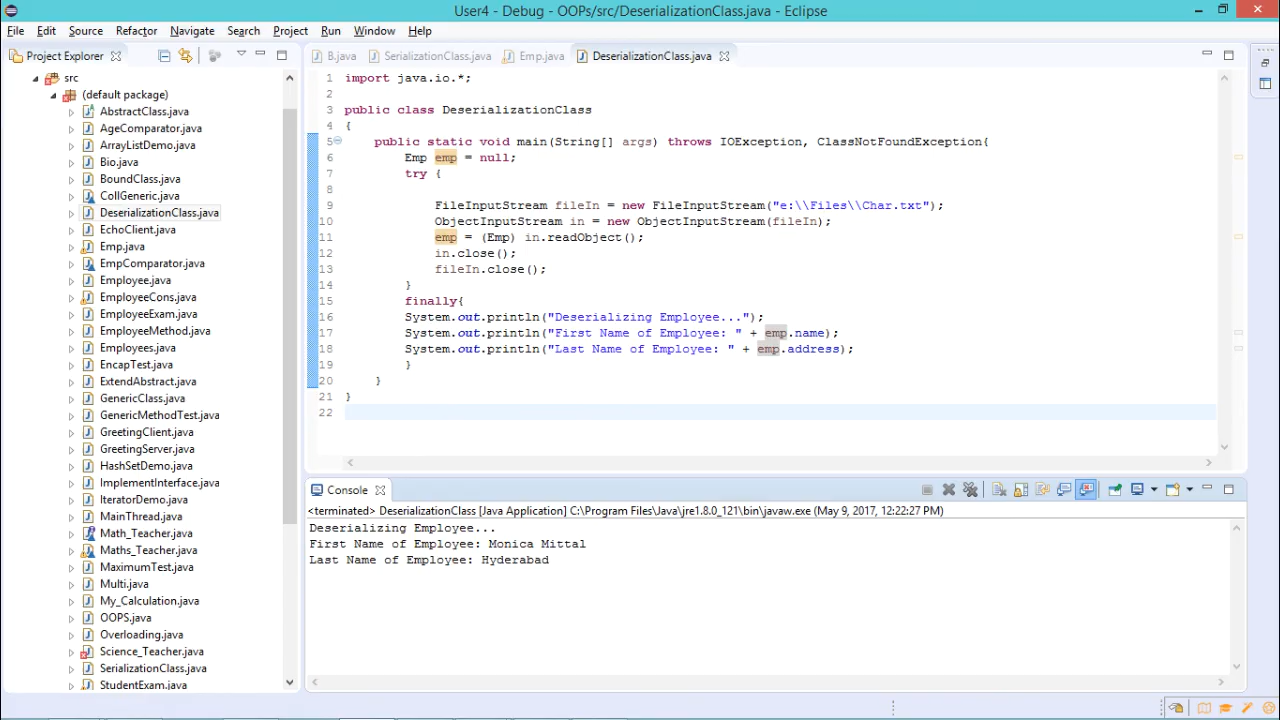 User4 - Debug - OOPs/src/DeserializationClass.java - Eclipse
File Edit Source Refactor Navigate Search Project Run Window Help
Project Explorer
src
(default package)
AbstractClass.java
AgeComparator.java
ArrayListDemo.java
Bio.java
BoundClass.java
CollGeneric.java
DeserializationClass.java
EchoClient.java
Emp.java
EmpComparator.java
Employee.java
EmployeeCons.java
EmployeeExam.java
EmployeeMethod.java
Employees.java
EncapTest.java
ExtendAbstract.java
GenericClass.java
GenericMethodTest.java
GreetingClient.java
GreetingServer.java
HashSetDemo.java
ImplementInterface.java
IteratorDemo.java
MainThread.java
Math_Teacher.java
Maths_Teacher.java
MaximumTest.java
Multi.java
My_Calculation.java
OOPS.java
Overloading.java
Science_Teacher.java
SerializationClass.java
StudentExam.java
B.java SerializationClass.java Emp.java DeserializationClass.java
1 import java.io.*;
2
3 public class DeserializationClass
4 {
5 public static void main(String[] args) throws IOException, ClassNotFoundException{
6 Emp emp = null;
7 try {
8
9 FileInputStream fileIn = new FileInputStream("e:\\Files\\Char.txt");
10 ObjectInputStream in = new ObjectInputStream(fileIn);
11 emp = (Emp) in.readObject();
12 in.close();
13 fileIn.close();
14 }
15 finally{
16 System.out.println("Deserializing Employee...");
17 System.out.println("First Name of Employee: " + emp.name);
18 System.out.println("Last Name of Employee: " + emp.address);
19 }
20 }
21 }
22
Console
<terminated> DeserializationClass [Java Application] C:\Program Files\Java\jre1.8.0_121\bin\javaw.exe (May 9, 2017, 12:22:27 PM)
Deserializing Employee...
First Name of Employee: Monica Mittal
Last Name of Employee: Hyderabad